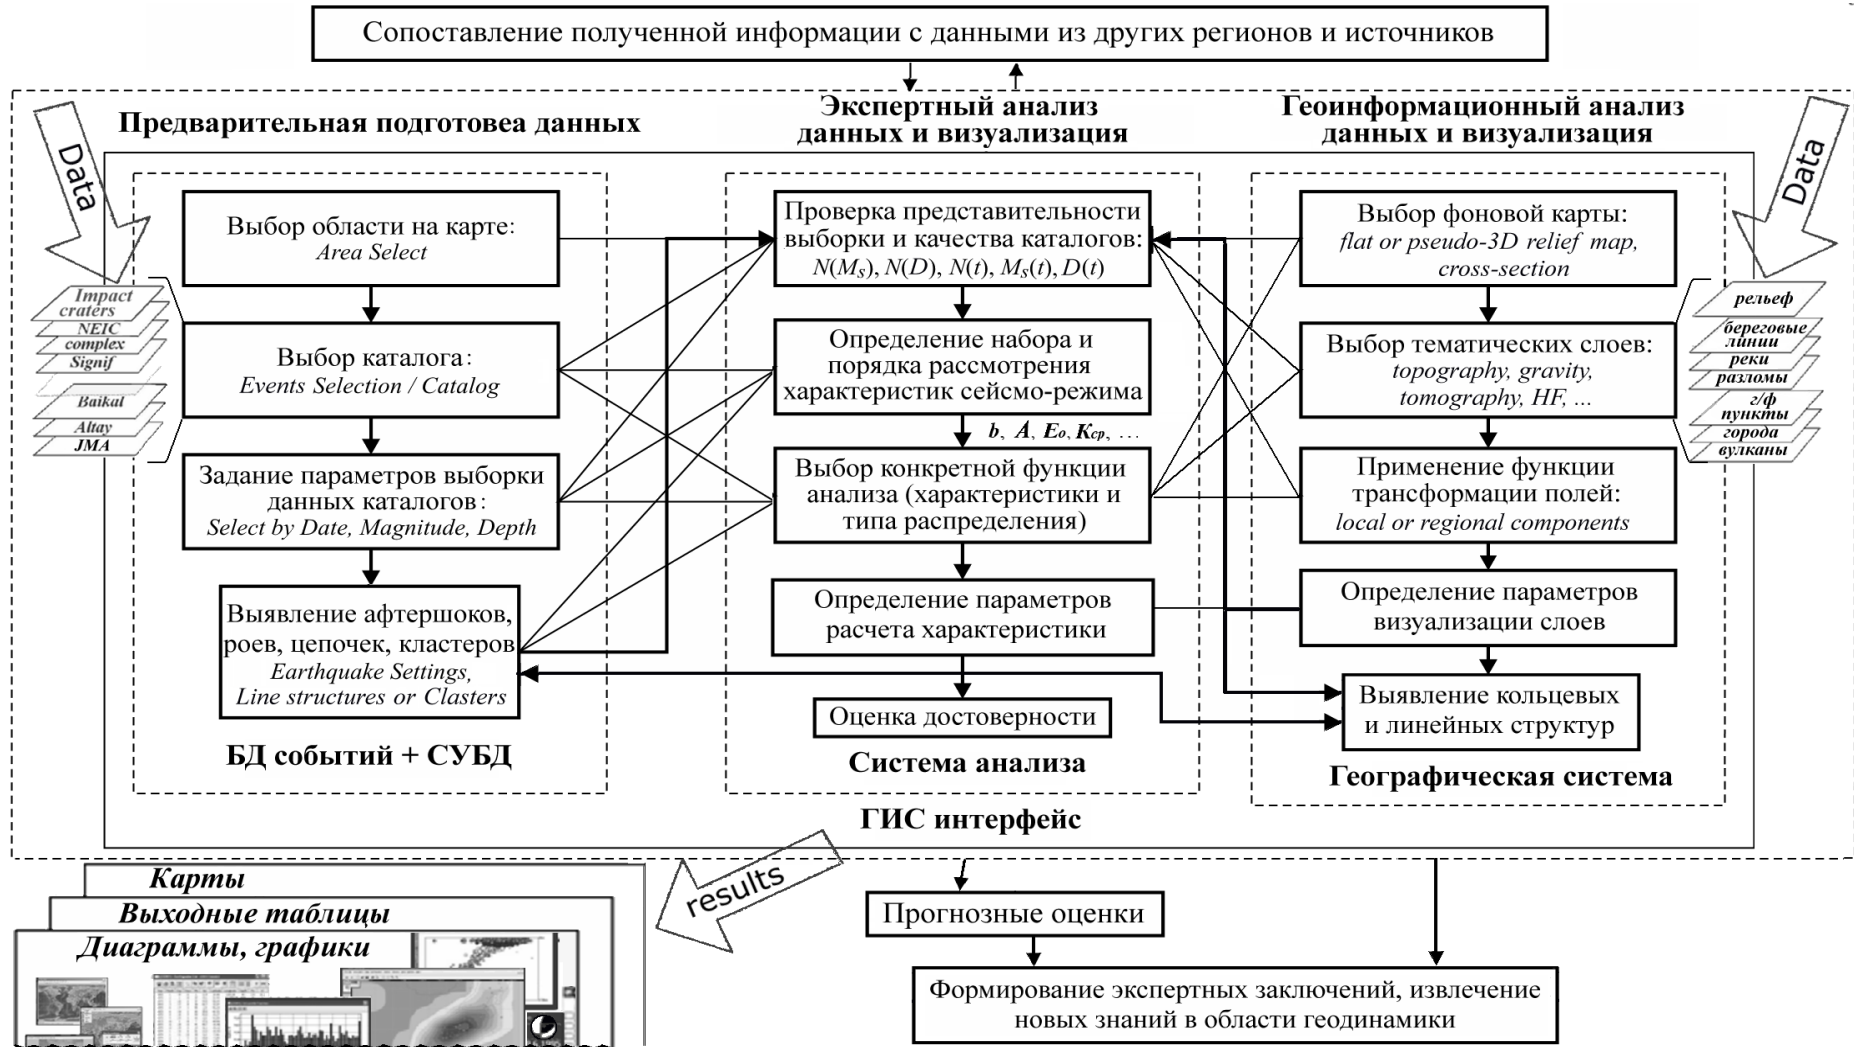 Сопоставление полученной информации с данными из других регионов и источников
Предварительная подготовеа данных
Экспертный анализ
данных и визуализация
Геоинформационный анализ
данных и визуализация
Data
Impact
craters
NEIC
complex
Signif
Baikal
Altay
JMA
Выбор области на карте:
Area Select
Выбор каталога:
Events Selection / Catalog
Задание параметров выборки
данных каталогов:
Select by Date, Magnitude, Depth
Выявление афтершоков,
роев, цепочек, кластеров
Earthquake Settings,
Line structures or Clasters
БД событий + СУБД
Проверка представительности
выборки и качества каталогов:
N(Ms), N(D), N(t), Ms(t), D(t)
Определение набора и
порядка рассмотрения
характеристик сейсмо-режима
b, A, Eo, Kср, ...
Выбор конкретной функции
анализа (характеристики и
типа распределения)
Определение параметров
расчета характеристики
Оценка достоверности
Система анализа
Выбор фоновой карты:
flat or pseudo-3D relief map,
cross-section
Выбор тематических слоев:
topography, gravity,
tomography, HF, ...
Применение функции
трансформации полей:
local or regional components
Определение параметров
визуализации слоев
Выявление кольцевых
и линейных структур
Географическая система
Data
рельеф
береговые
линии
реки
разломы
г/ф
пункты
города
вулканы
ГИС интерфейс
results
Карты
Выходные таблицы
Диаграммы, графики
Прогнозные оценки
Формирование экспертных заключений, извлечение
новых знаний в области геодинамики